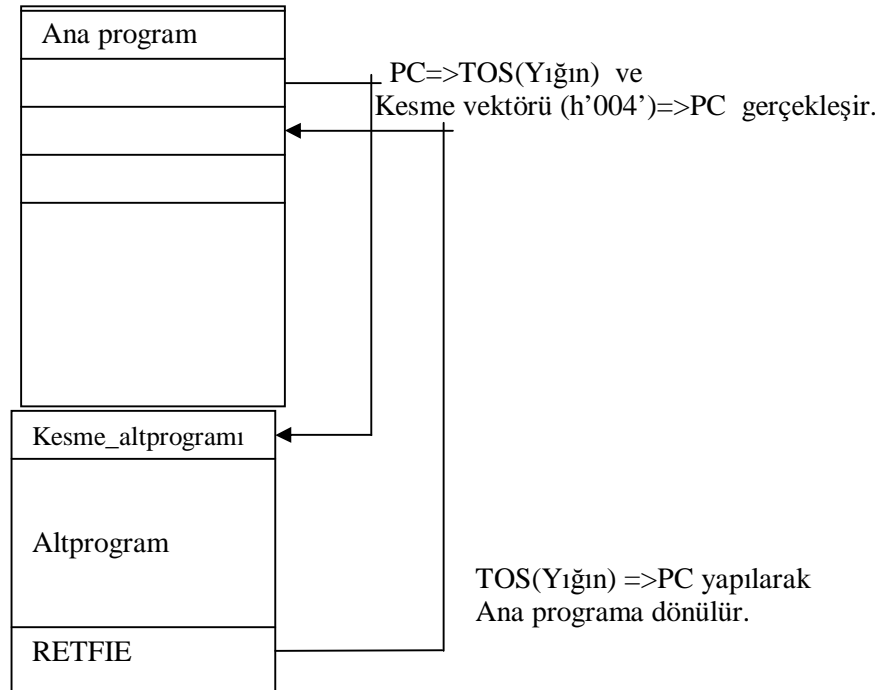 Ana program
PC=>TOS(Yığın) ve
Kesme vektörü (h’004’)=>PC gerçekleşir.
Kesme_altprogramı
Altprogram
TOS(Yığın) =>PC yapılarak
Ana programa dönülür.
RETFIE